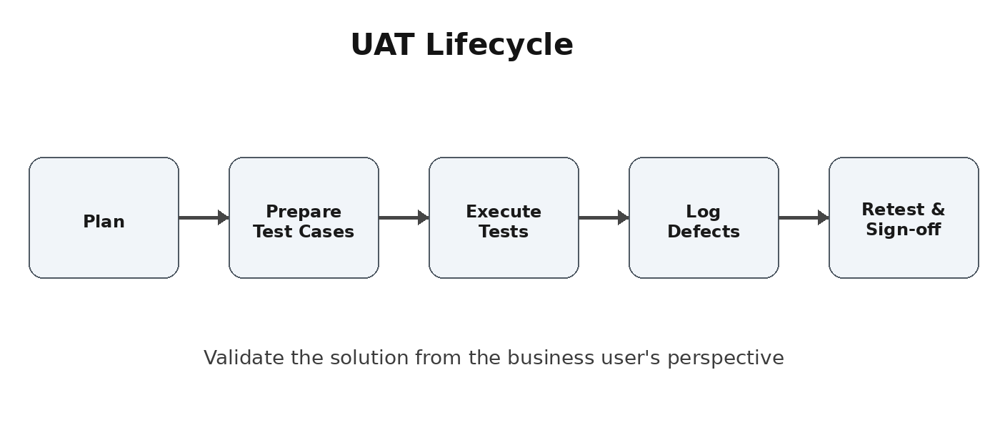 UAT Lifecycle
Plan
Prepare
Test Cases
Execute
Tests
Log
Defects
Retest &
Sign-off
Validate the solution from the business user's perspective